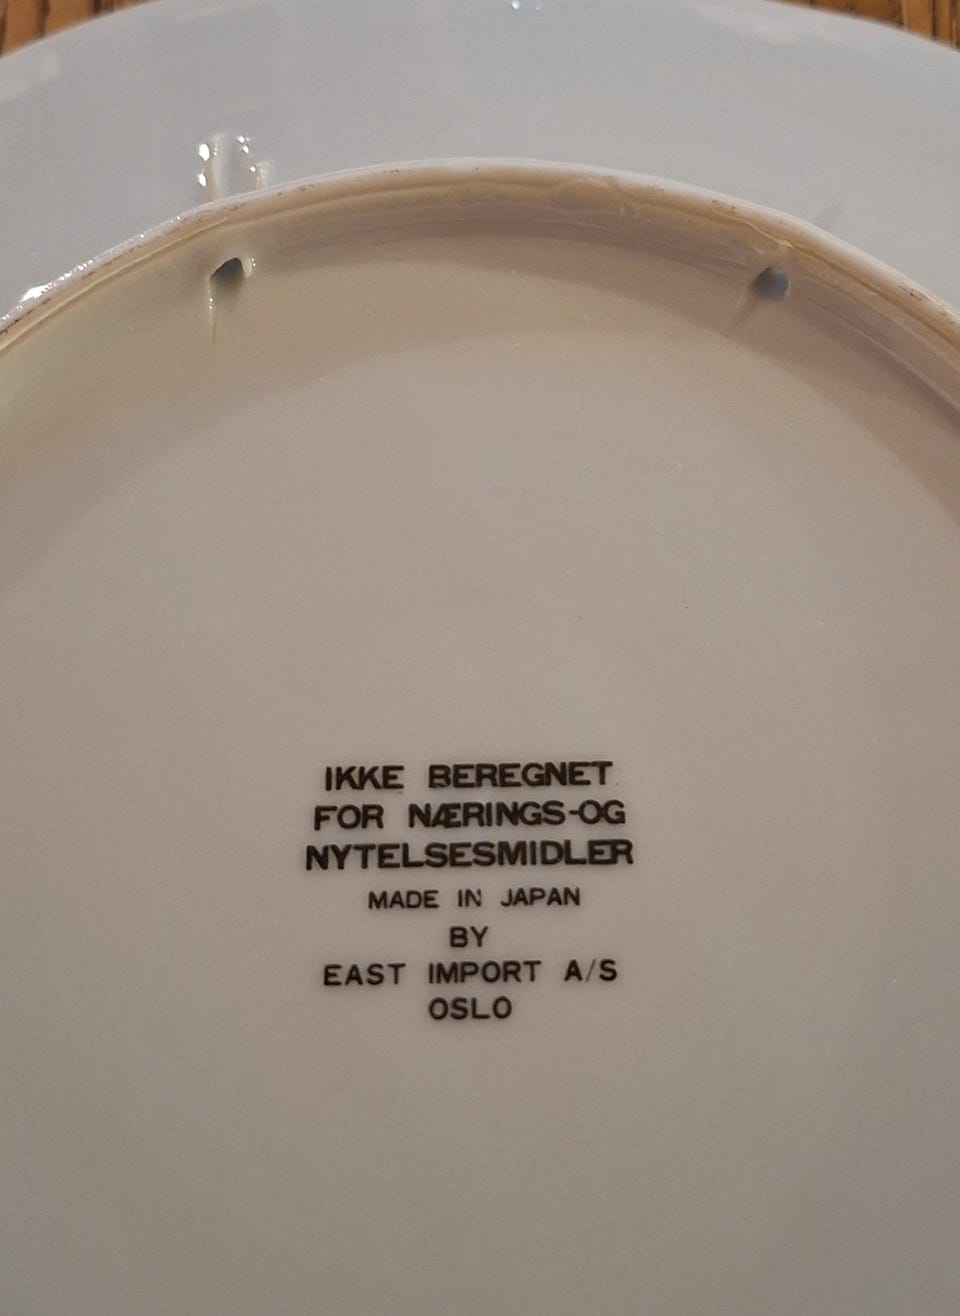 IKKE BEREGNET
FOR NÆRINGS-OG
NYTELSESMIDLER
MADE IN JAPAN
BY
EAST IMPORT A/S
OSLO